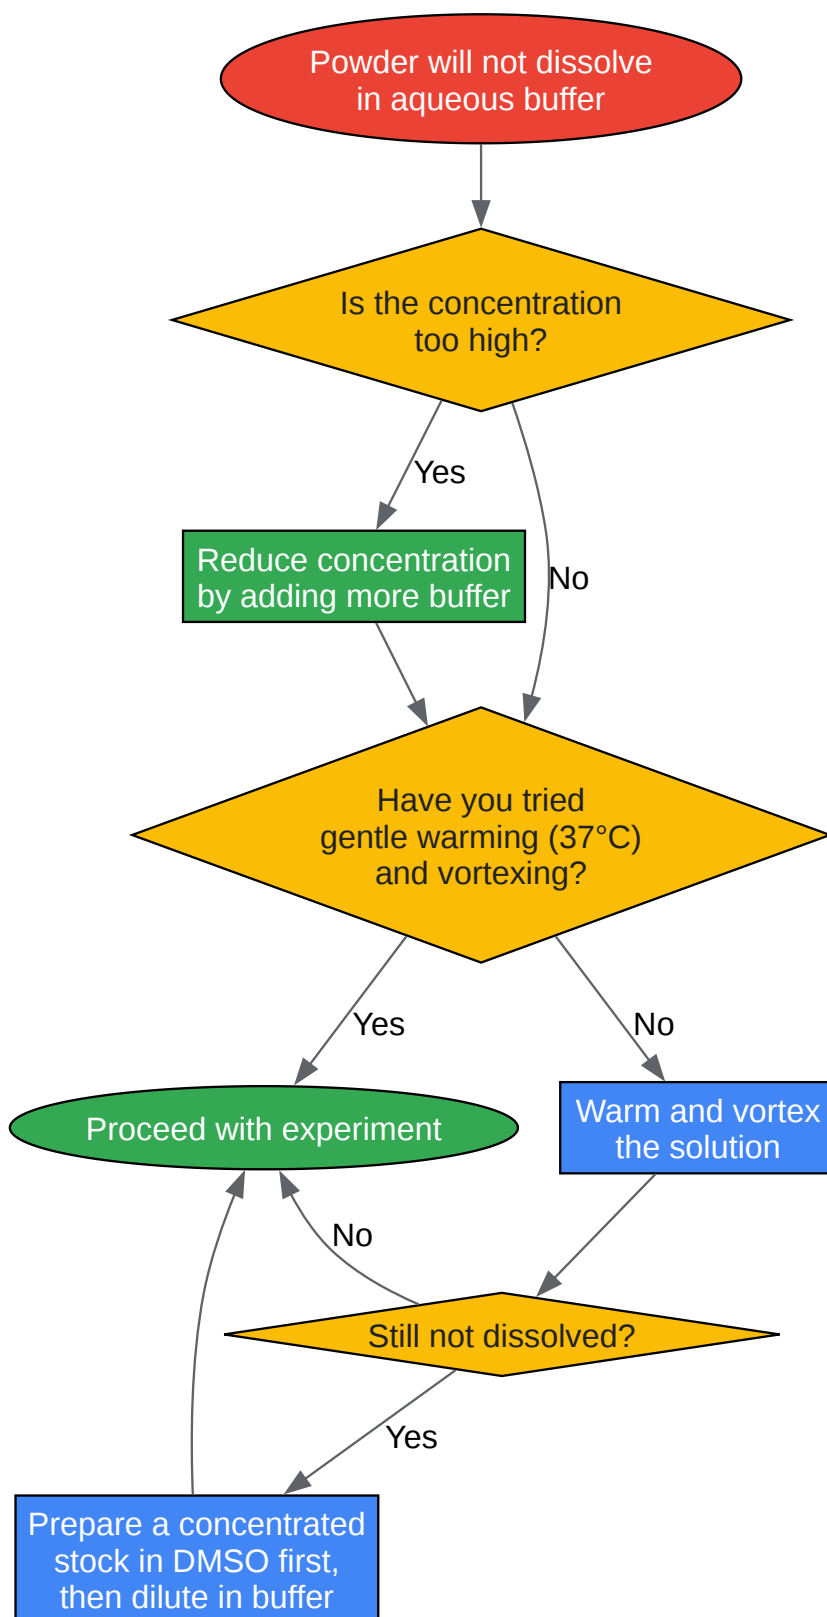 Powder will not dissolve
in aqueous buffer
Is the concentration
too high?
Yes
No
Reduce concentration
by adding more buffer
Have you tried
gentle warming (37°C)
and vortexing?
Yes
No
Proceed with experiment
Warm and vortex
the solution
No
Still not dissolved?
Yes
Prepare a concentrated
stock in DMSO first,
then dilute in buffer